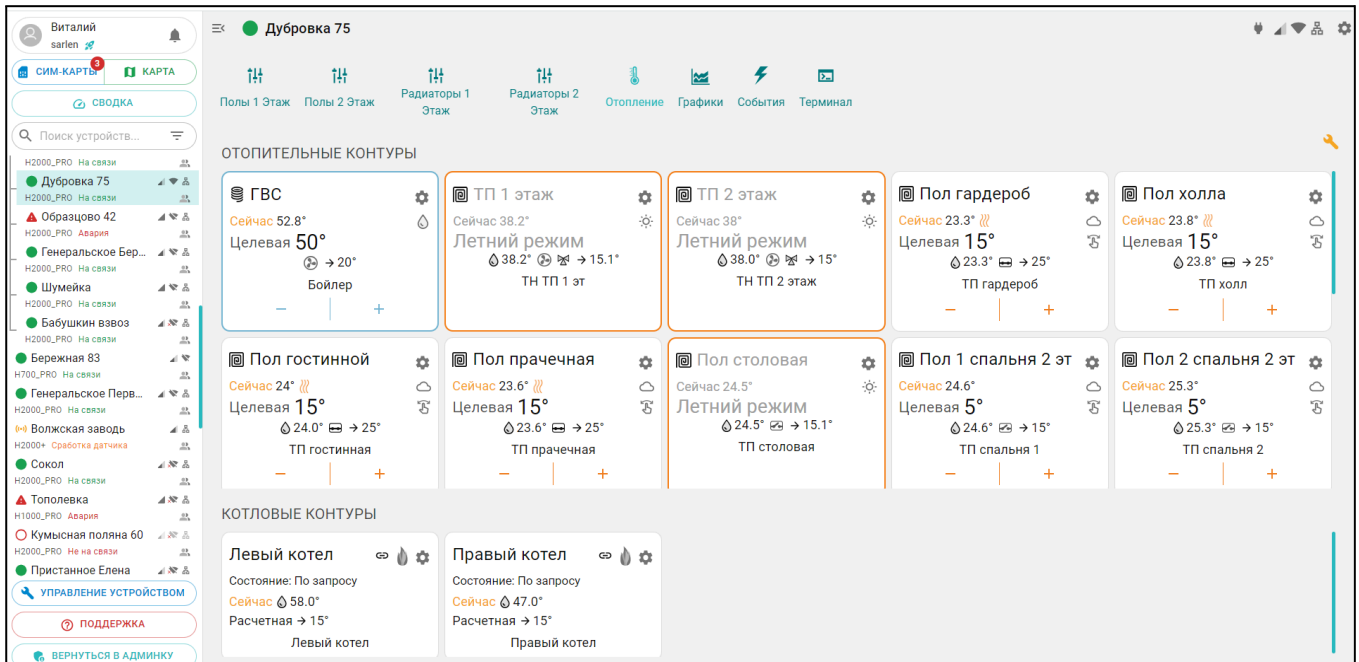 Виталий
sarlen
СИМ-КАРТЫ
3
КАРТА
СВОДКА
Поиск устройств...
H2000_PRO На связи
Дубровка 75
H2000_PRO На связи
Образцово 42
H2000_PRO Авария
Генеральское Бер...
H2000_PRO На связи
Шумейка
H2000_PRO На связи
Бабушкин взвоз
H2000_PRO На связи
Бережная 83
H700_PRO На связи
Генеральское Перв...
H2000_PRO На связи
Волжская заводь
H2000+ Сработка датчика
Сокол
H2000_PRO На связи
Тополевка
H1000_PRO Авария
Кумысная поляна 60
H2000_PRO Не на связи
Пристанное Елена
УПРАВЛЕНИЕ УСТРОЙСТВОМ
ПОДДЕРЖКА
ВЕРНУТЬСЯ В АДМИНКУ
Дубровка 75
Полы 1 Этаж
Полы 2 Этаж
Радиаторы 1
Этаж
Радиаторы 2
Этаж
Отопление
Графики
События
Терминал
ОТОПИТЕЛЬНЫЕ КОНТУРЫ
ГВС
Сейчас 52.8°
Целевая 50°
→ 20°
Бойлер
− +
ТП 1 этаж
Сейчас 38.2°
Летний режим
38.2° → 15.1°
ТН ТП 1 эт
ТП 2 этаж
Сейчас 38°
Летний режим
38.0° → 15°
ТН ТП 2 этаж
Пол гардероб
Сейчас 23.3°
Целевая 15°
23.3° → 25°
ТП гардероб
− +
Пол холла
Сейчас 23.8°
Целевая 15°
23.8° → 25°
ТП холл
− +
Пол гостинной
Сейчас 24°
Целевая 15°
24.0° → 25°
ТП гостинная
− +
Пол прачечная
Сейчас 23.6°
Целевая 15°
23.6° → 25°
ТП прачечная
− +
Пол столовая
Сейчас 24.5°
Летний режим
24.5° → 15.1°
ТП столовая
Пол 1 спальня 2 эт
Сейчас 24.6°
Целевая 5°
24.6° → 15°
ТП спальня 1
− +
Пол 2 спальня 2 эт
Сейчас 25.3°
Целевая 5°
25.3° → 15°
ТП спальня 2
− +
КОТЛОВЫЕ КОНТУРЫ
Левый котел
Состояние: По запросу
Сейчас 58.0°
Расчетная → 15°
Левый котел
Правый котел
Состояние: По запросу
Сейчас 47.0°
Расчетная → 15°
Правый котел